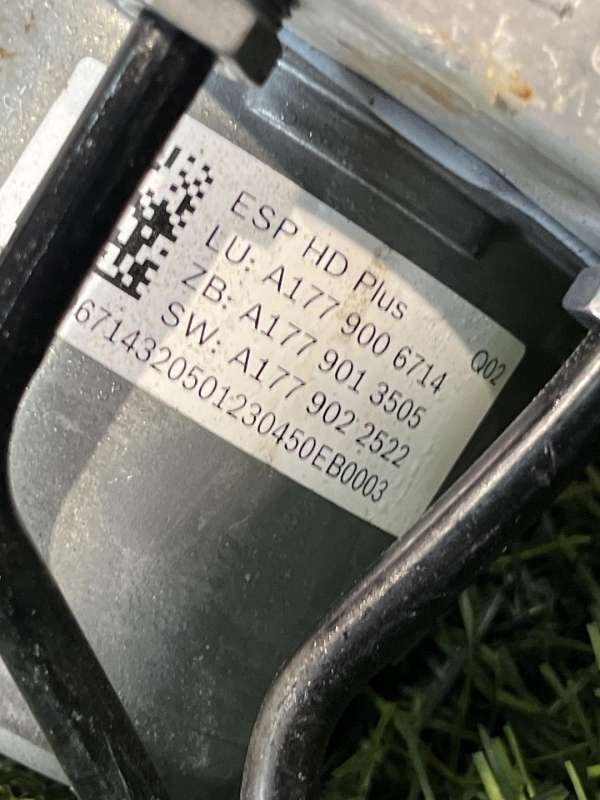 ESP HD Plus
LU: A177 900 6714 Q02
ZB: A177 901 3505
SW: A177 902 2522
67143205012304​50EB0003